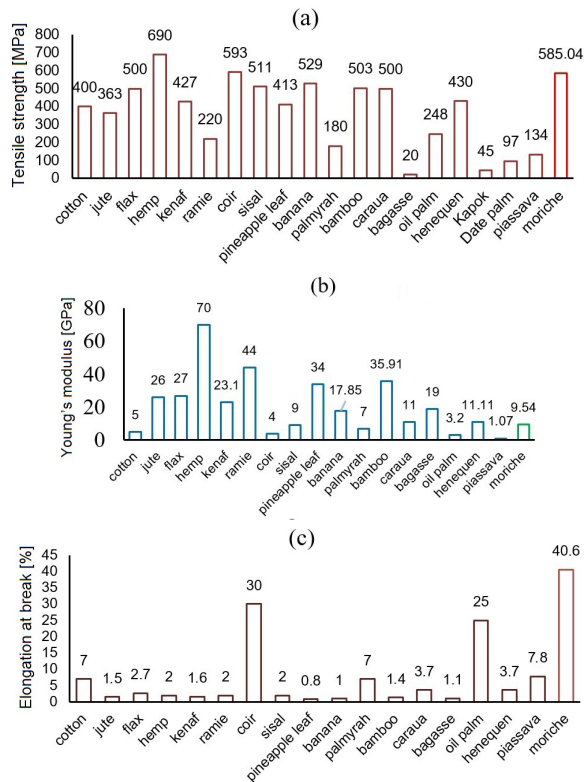 (a)
Tensile strength [MPa]
800
700
600
500
400
300
200
100
0
400
363
500
690
427
220
593
511
413
529
180
503
500
20
248
430
45
97
134
585.04
cotton
jute
flax
hemp
kenaf
ramie
coir
sisal
pineapple leaf
banana
palmyrah
bamboo
caraua
bagasse
oil palm
henequen
Kapok
Date palm
piassava
moriche
(b)
Young's modulus [GPa]
80
60
40
20
0
5
26
27
70
23.1
44
4
9
34
17.85
7
35.91
11
19
3.2
11.11
1.07
9.54
cotton
jute
flax
hemp
kenaf
ramie
coir
sisal
pineapple leaf
banana
palmyrah
bamboo
caraua
bagasse
oil palm
henequen
piassava
moriche
(c)
Elongation at break [%]
45
40
35
30
25
20
15
10
5
0
7
1.5
2.7
2
1.6
2
30
2
0.8
1
7
1.4
3.7
1.1
25
3.7
7.8
40.6
cotton
jute
flax
hemp
kenaf
ramie
coir
sisal
pineapple leaf
banana
palmyrah
bamboo
caraua
bagasse
oil palm
henequen
piassava
moriche